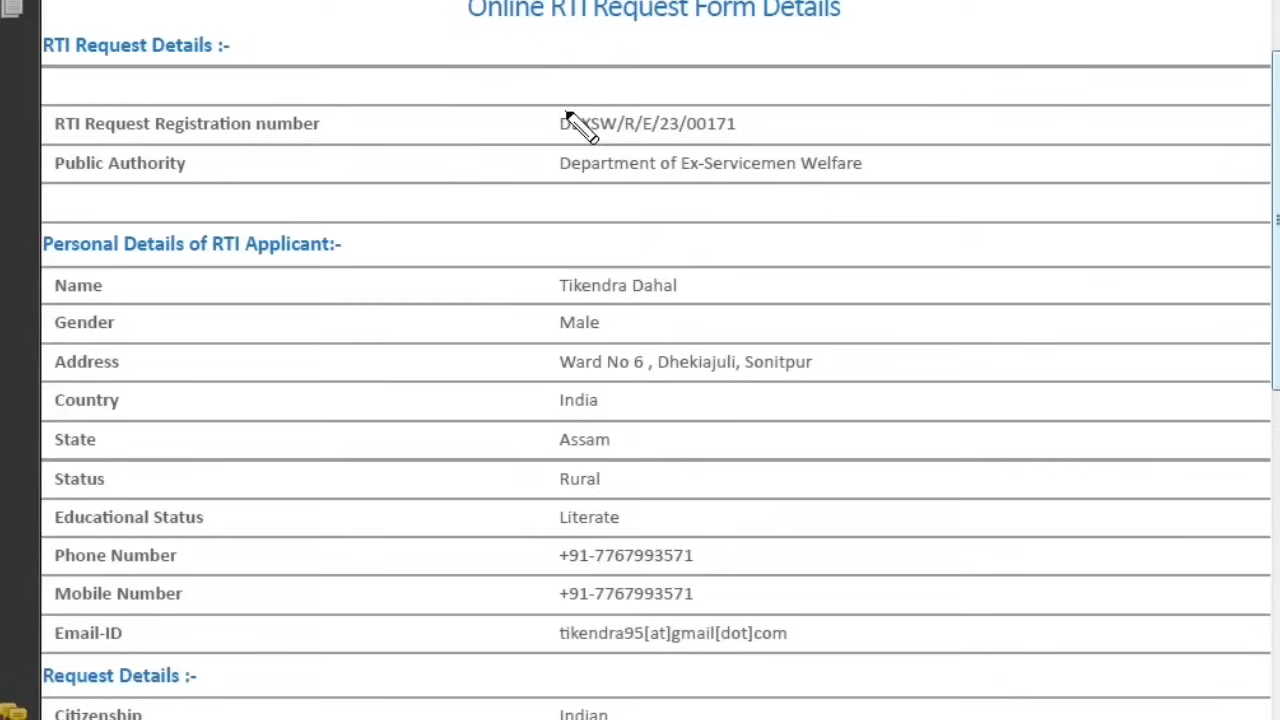 Online RTI Request Form Details
RTI Request Details :-
RTI Request Registration number DEXSW/R/E/23/00171
Public Authority Department of Ex-Servicemen Welfare
Personal Details of RTI Applicant:-
Name Tikendra Dahal
Gender Male
Address Ward No 6 , Dhekiajuli, Sonitpur
Country India
State Assam
Status Rural
Educational Status Literate
Phone Number +91-7767993571
Mobile Number +91-7767993571
Email-ID tikendra95[at]gmail[dot]com
Request Details :-
Citizenship Indian